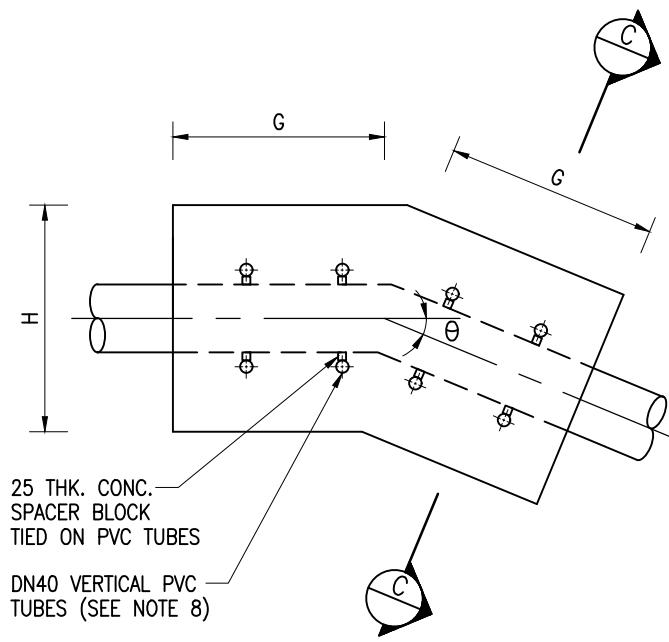 C
G
G
H
θ
25 THK. CONC.
SPACER BLOCK
TIED ON PVC TUBES
DN40 VERTICAL PVC
TUBES (SEE NOTE 8)
C